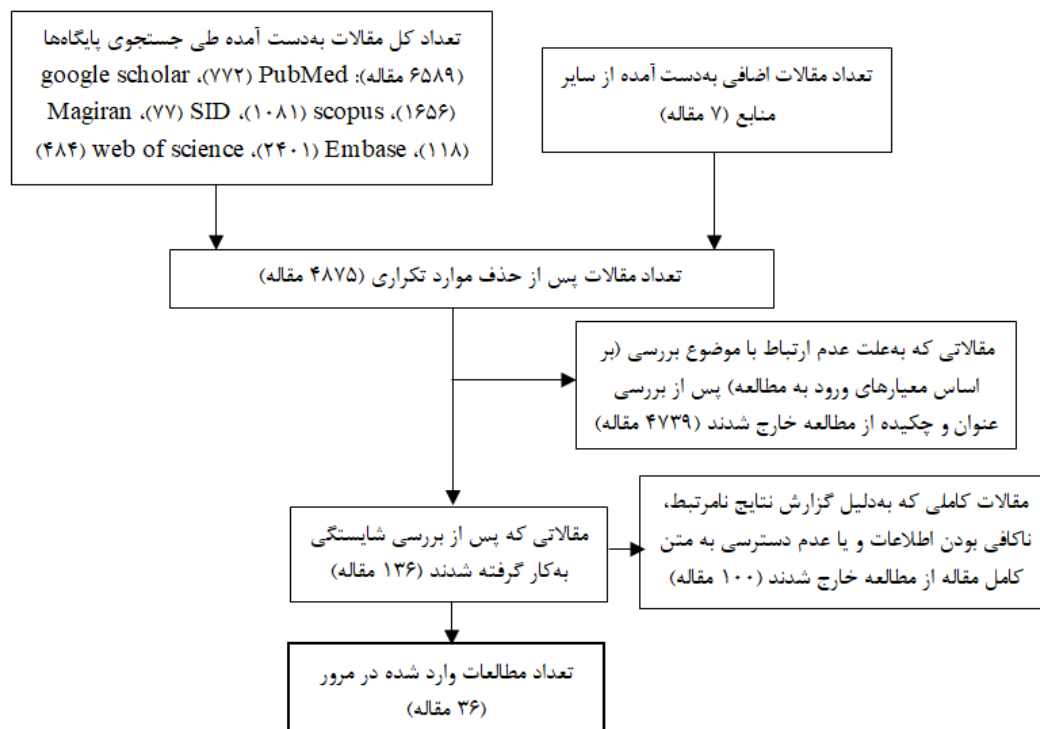 تعداد کل مقالات به‌دست آمده طی جستجوی پایگاه‌ها
(۶۵۸۹ مقاله): PubMed (۷۷۲)، google scholar
(۱۶۵۶)، scopus (۱۰۸۱)، SID (۷۷)، Magiran
(۱۱۸)، Embase (۲۴۰۱)، web of science (۴۸۴)
تعداد مقالات اضافی به‌دست آمده از سایر
منابع (۷ مقاله)
تعداد مقالات پس از حذف موارد تکراری (۴۸۷۵ مقاله)
مقالاتی که به‌علت عدم ارتباط با موضوع بررسی (بر
اساس معیارهای ورود به مطالعه) پس از بررسی
عنوان و چکیده از مطالعه خارج شدند (۴۷۳۹ مقاله)
مقالاتی که پس از بررسی شایستگی
به‌کار گرفته شدند (۱۳۶ مقاله)
مقالات کاملی که به‌دلیل گزارش نتایج نامرتبط،
ناکافی بودن اطلاعات و یا عدم دسترسی به متن
کامل مقاله از مطالعه خارج شدند (۱۰۰ مقاله)
تعداد مطالعات وارد شده در مرور
(۳۶ مقاله)